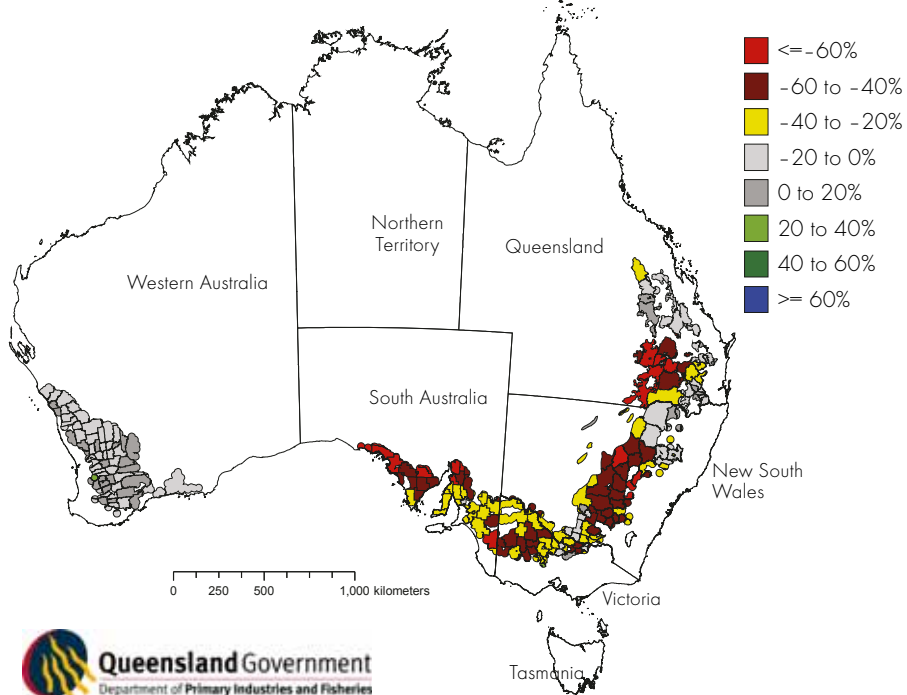 <=-60%
-60 to -40%
-40 to -20%
-20 to 0%
0 to 20%
20 to 40%
40 to 60%
>= 60%
Northern
Territory
Queensland
Western Australia
South Australia
New South
Wales
Victoria
Tasmania
0 250 500 1,000 kilometers
Queensland Government
Department of Primary Industries and Fisheries